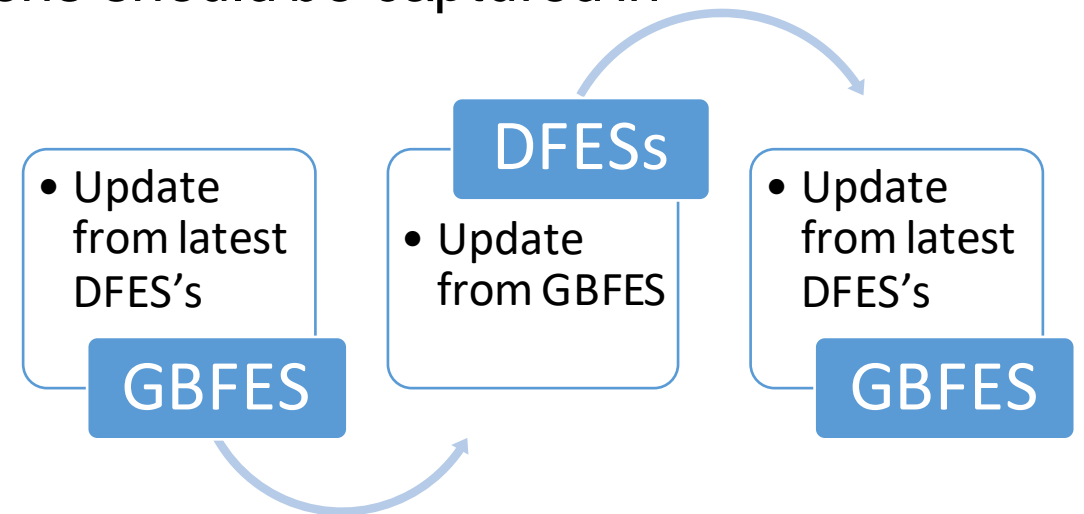 • Update
from latest
DFES's
GBFES
DFESs
• Update
from GBFES
• Update
from latest
DFES's
GBFES